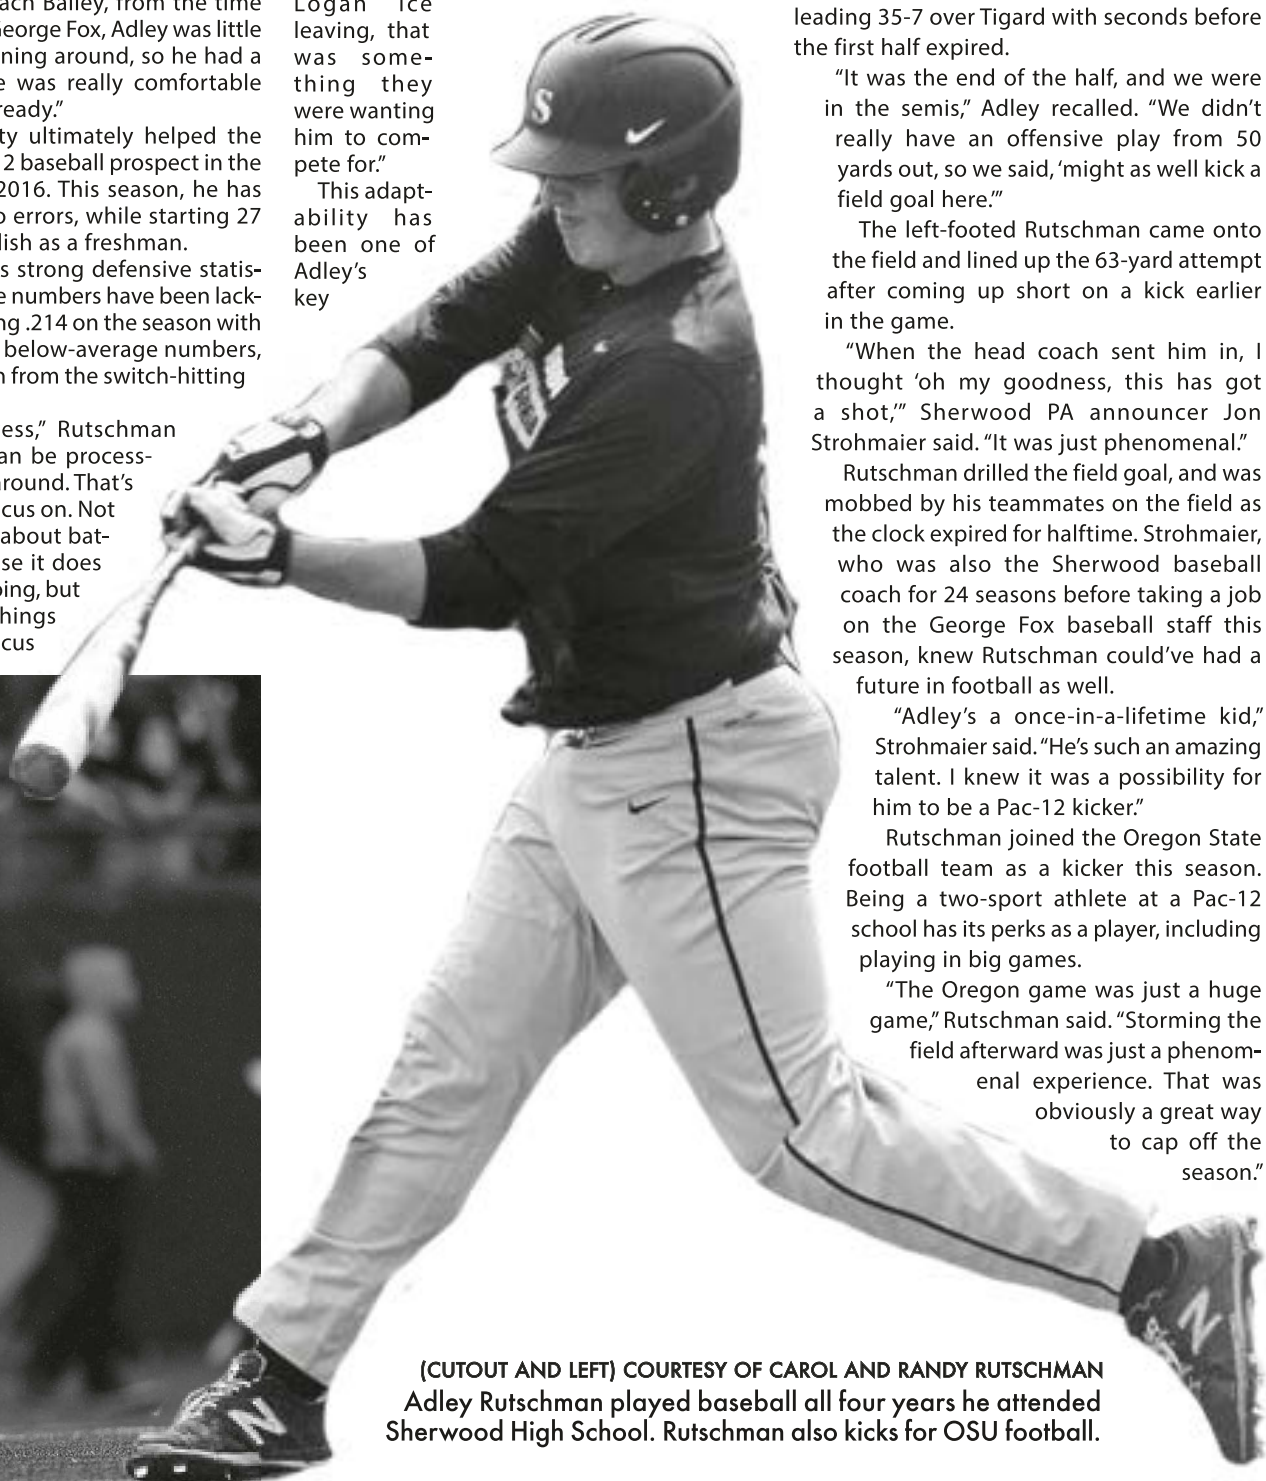 ach Bailey, from the time
George Fox, Adley was little
ning around, so he had a
e was really comfortable
ready.”
ty ultimately helped the
2 baseball prospect in the
2016. This season, he has
o errors, while starting 27
lish as a freshman.
s strong defensive statis-
e numbers have been lack-
ng .214 on the season with
below-average numbers,
n from the switch-hitting
ess,” Rutschman
an be process-
around. That’s
cus on. Not
about bat-
se it does
ping, but
things
cus
Logan Ice
leaving, that
was some-
thing they
were wanting
him to com-
pete for.”
This adapt-
ability has
been one of
Adley’s
key
leading 35-7 over Tigard with seconds before
the first half expired.
“It was the end of the half, and we were
in the semis,” Adley recalled. “We didn’t
really have an offensive play from 50
yards out, so we said, ‘might as well kick a
field goal here.’”
The left-footed Rutschman came onto
the field and lined up the 63-yard attempt
after coming up short on a kick earlier
in the game.
“When the head coach sent him in, I
thought ‘oh my goodness, this has got
a shot,’” Sherwood PA announcer Jon
Strohmaier said. “It was just phenomenal.”
Rutschman drilled the field goal, and was
mobbed by his teammates on the field as
the clock expired for halftime. Strohmaier,
who was also the Sherwood baseball
coach for 24 seasons before taking a job
on the George Fox baseball staff this
season, knew Rutschman could’ve had a
future in football as well.
“Adley’s a once-in-a-lifetime kid,”
Strohmaier said. “He’s such an amazing
talent. I knew it was a possibility for
him to be a Pac-12 kicker.”
Rutschman joined the Oregon State
football team as a kicker this season.
Being a two-sport athlete at a Pac-12
school has its perks as a player, including
playing in big games.
“The Oregon game was just a huge
game,” Rutschman said. “Storming the
field afterward was just a phenom-
enal experience. That was
obviously a great way
to cap off the
season.”
S
N
N
(CUTOUT AND LEFT) COURTESY OF CAROL AND RANDY RUTSCHMAN
Adley Rutschman played baseball all four years he attended
Sherwood High School. Rutschman also kicks for OSU football.